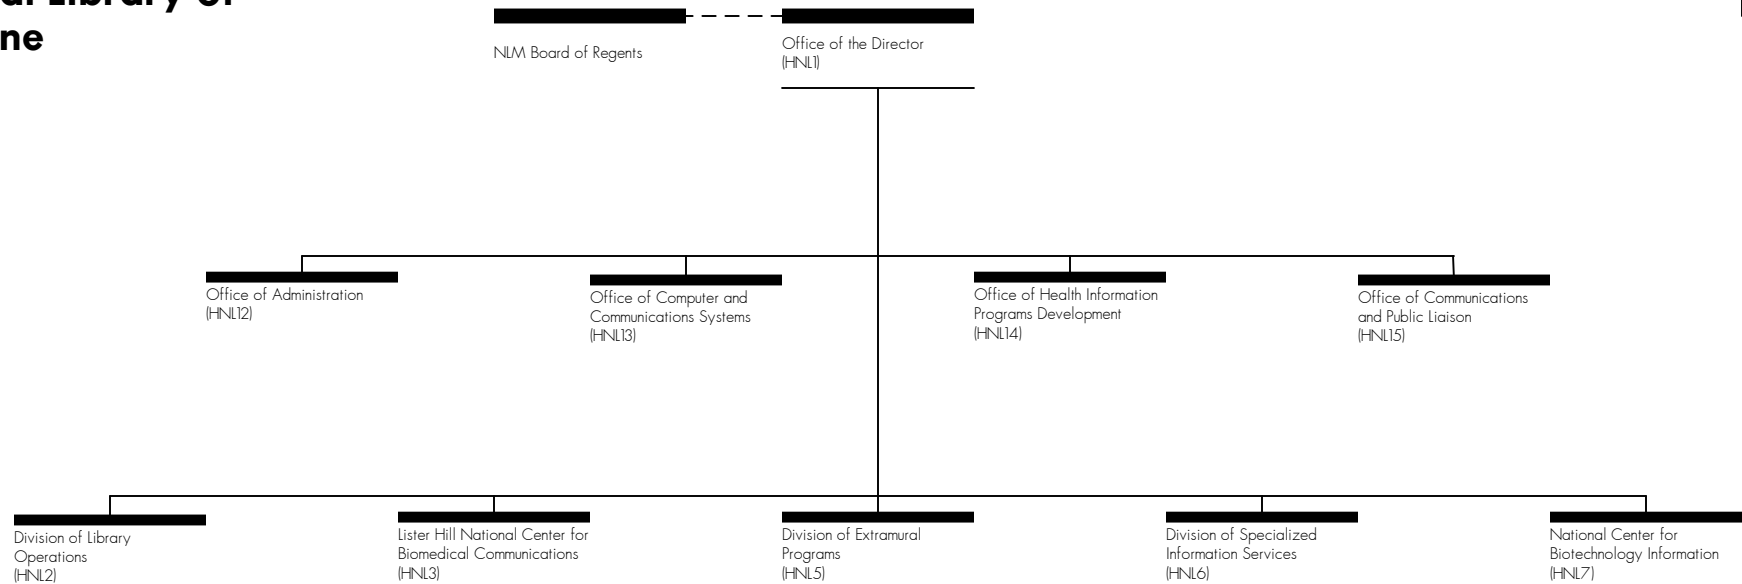 al Library of
ne
NLM Board of Regents
Office of the Director
(HNL1)
Office of Administration
(HNL12)
Office of Computer and
Communications Systems
(HNL13)
Office of Health Information
Programs Development
(HNL14)
Office of Communications
and Public Liaison
(HNL15)
Division of Library
Operations
(HNL2)
Lister Hill National Center for
Biomedical Communications
(HNL3)
Division of Extramural
Programs
(HNL5)
Division of Specialized
Information Services
(HNL6)
National Center for
Biotechnology Information
(HNL7)